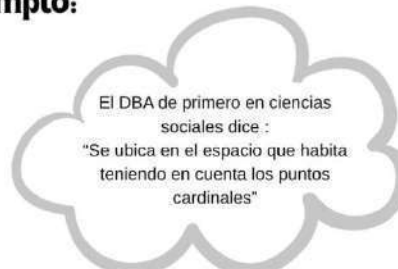 El DBA de primero en ciencias
sociales dice :
"Se ubica en el espacio que habita
teniendo en cuenta los puntos
cardinales"